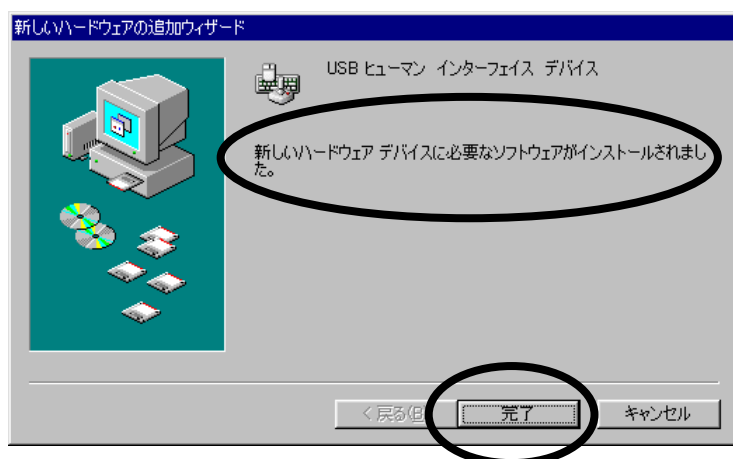 新しいハードウェアの追加ウィザード
USB ヒューマン インターフェイス デバイス
新しいハードウェア デバイスに必要なソフトウェアがインストールされまし
た。
< 戻る(B 完了 キャンセル